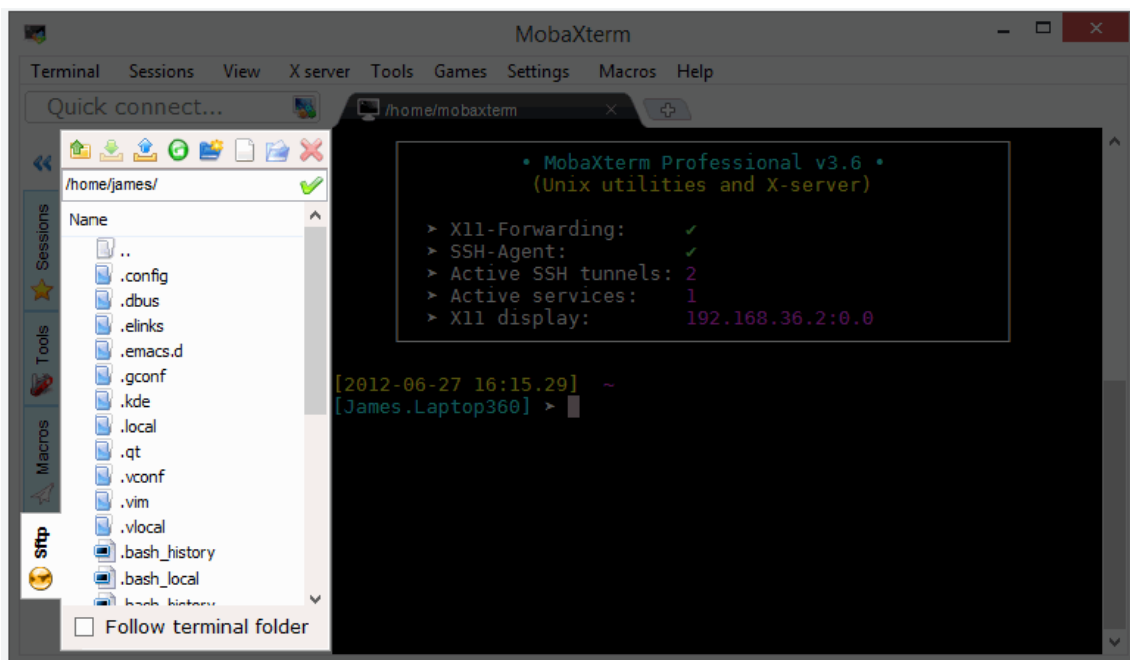 MobaXterm
Terminal Sessions View X server Tools Games Settings Macros Help
Quick connect...
/home/mobaxterm
/home/james/
Name
..
.config
.dbus
.elinks
.emacs.d
.gconf
.kde
.local
.qt
.vconf
.vim
.vlocal
.bash_history
.bash_local
.bash_history
Follow terminal folder
Sessions
Tools
Macros
Sftp
• MobaXterm Professional v3.6 •
(Unix utilities and X-server)
➤ X11-Forwarding: ✔
➤ SSH-Agent: ✔
➤ Active SSH tunnels: 2
➤ Active services: 1
➤ X11 display: 192.168.36.2:0.0
[2012-06-27 16:15.29] ~
[James.Laptop360] ➤